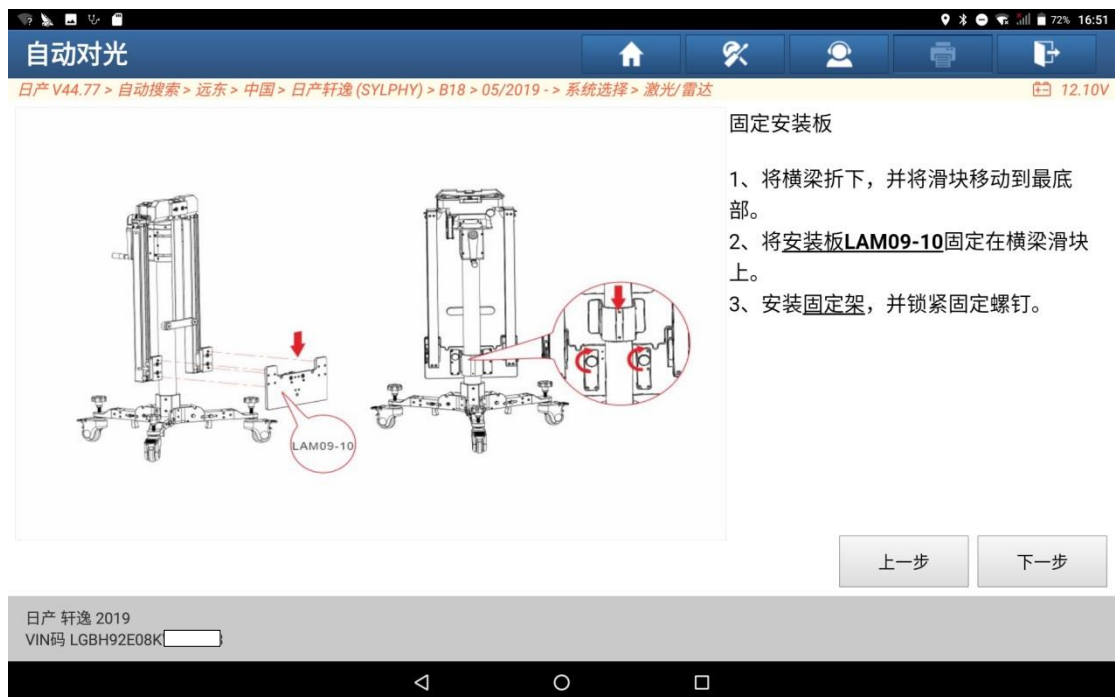 72% 16:51
自动对光
日产 V44.77 > 自动搜索 > 远东 > 中国 > 日产轩逸 (SYLPHY) > B18 > 05/2019 - > 系统选择 > 激光/雷达
12.10V
固定安装板
1、将横梁折下，并将滑块移动到最底
部。
2、将安装板LAM09-10固定在横梁滑块
上。
3、安装固定架，并锁紧固定螺钉。
LAM09-10
上一步
下一步
日产 轩逸 2019
VIN码 LGBH92E08K